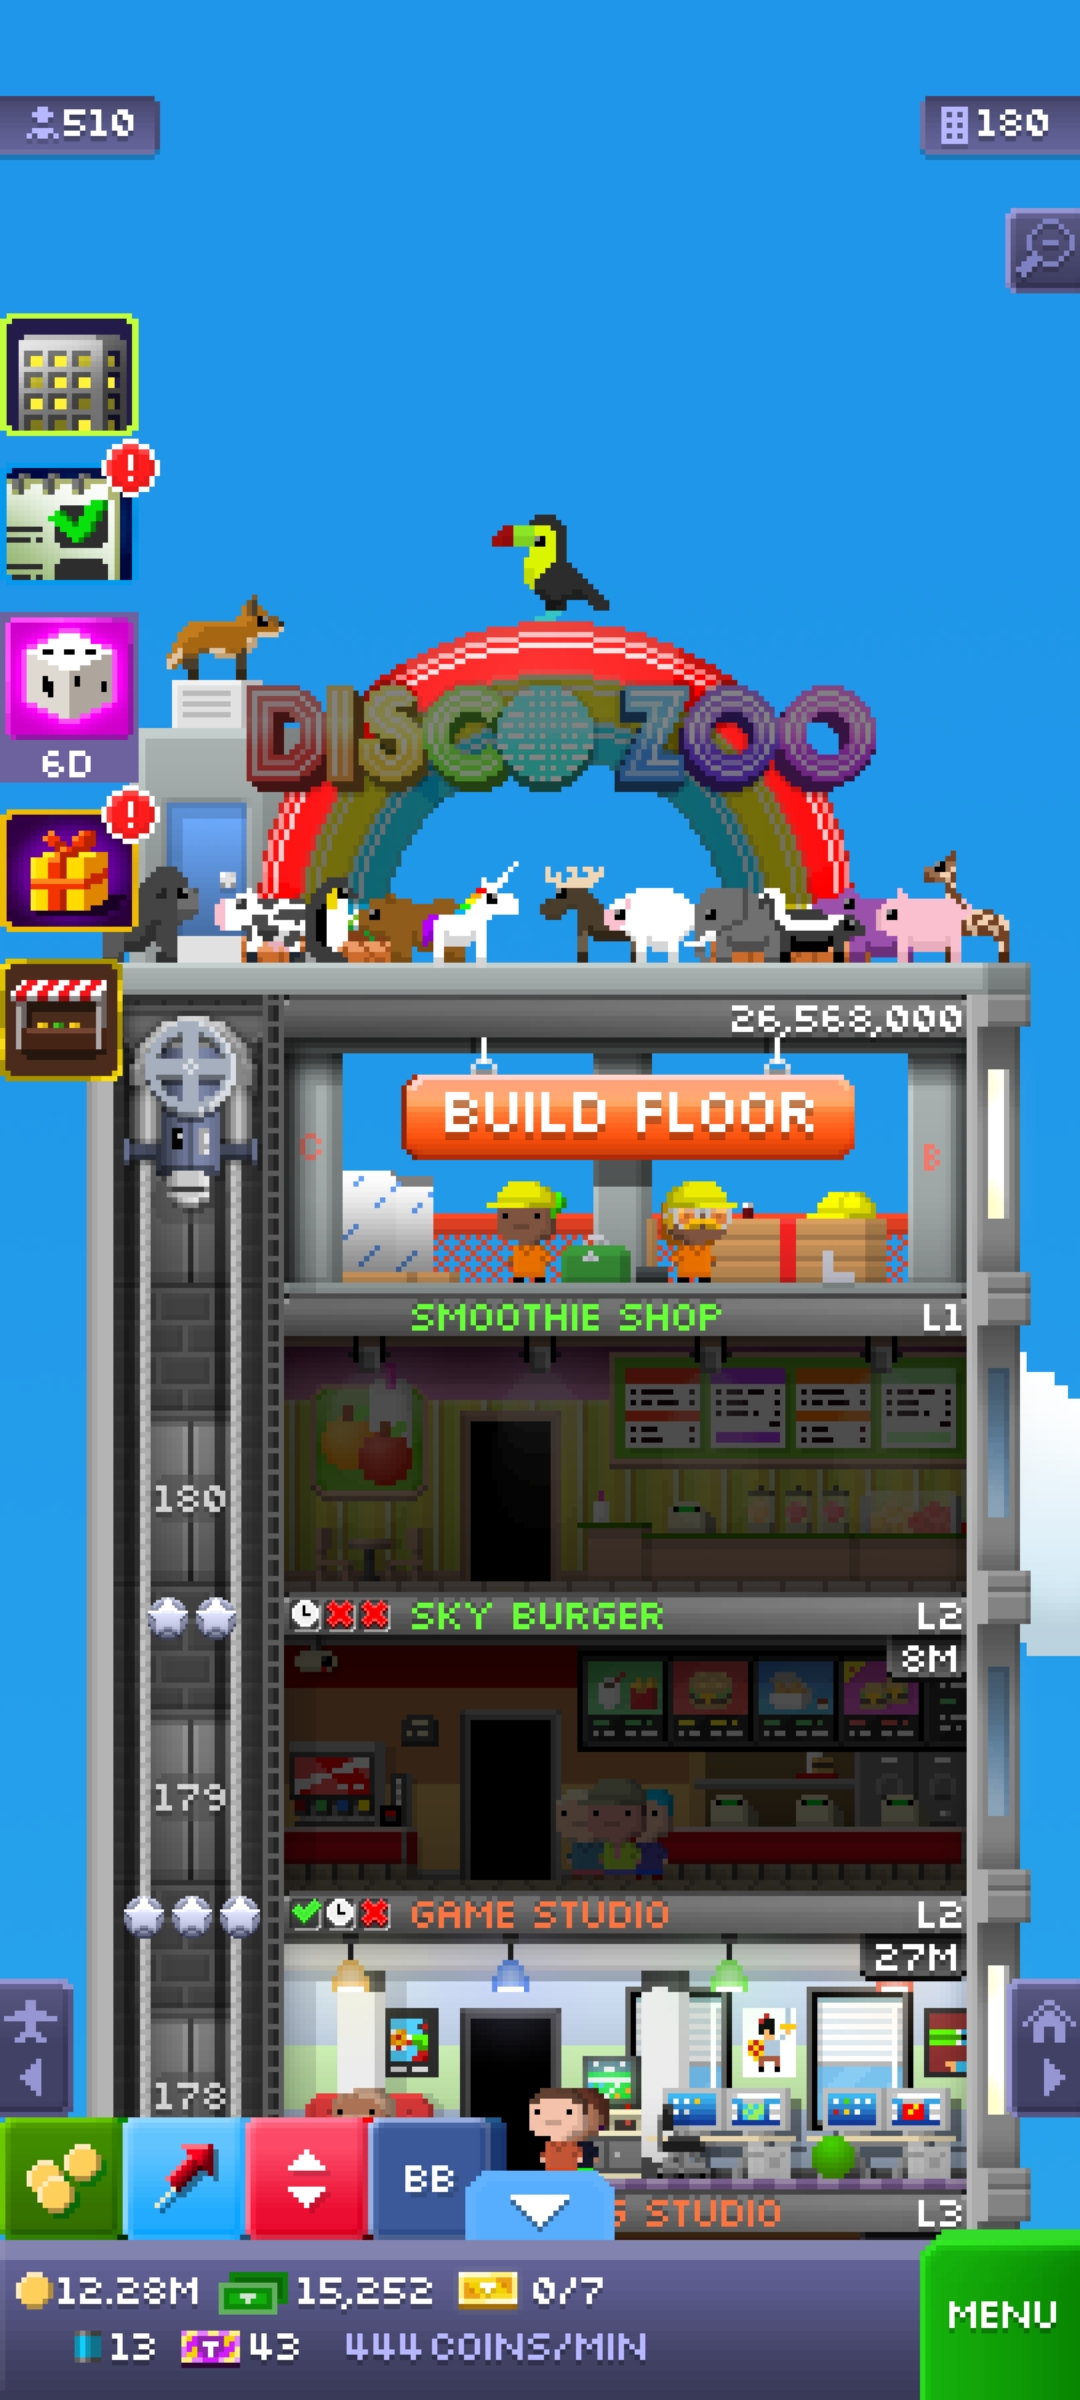 510
180
6D
DISCO ZOO
26,568,000
BUILD FLOOR
C
B
SMOOTHIE SHOP L1
180
SKY BURGER L2
8M
179
GAME STUDIO L2
27M
178
BB
STUDIO L3
12.28M 15,252 0/7
13 43 444 COINS/MIN
MENU